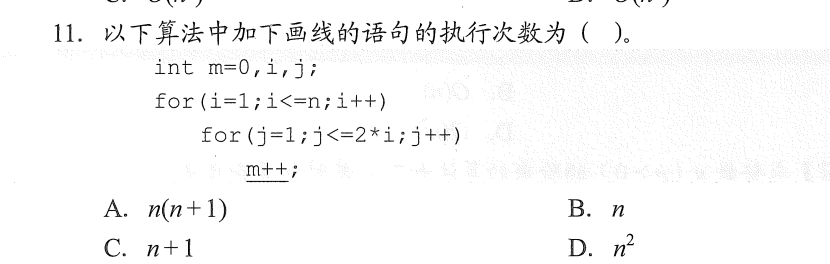 11. 以下算法中加下画线的语句的执行次数为（ ）。
int m=0,i,j;
for(i=1;i<=n;i++)
for(j=1;j<=2*i;j++)
m++;
A. n(n+1)
B. n
C. n+1
D. n²